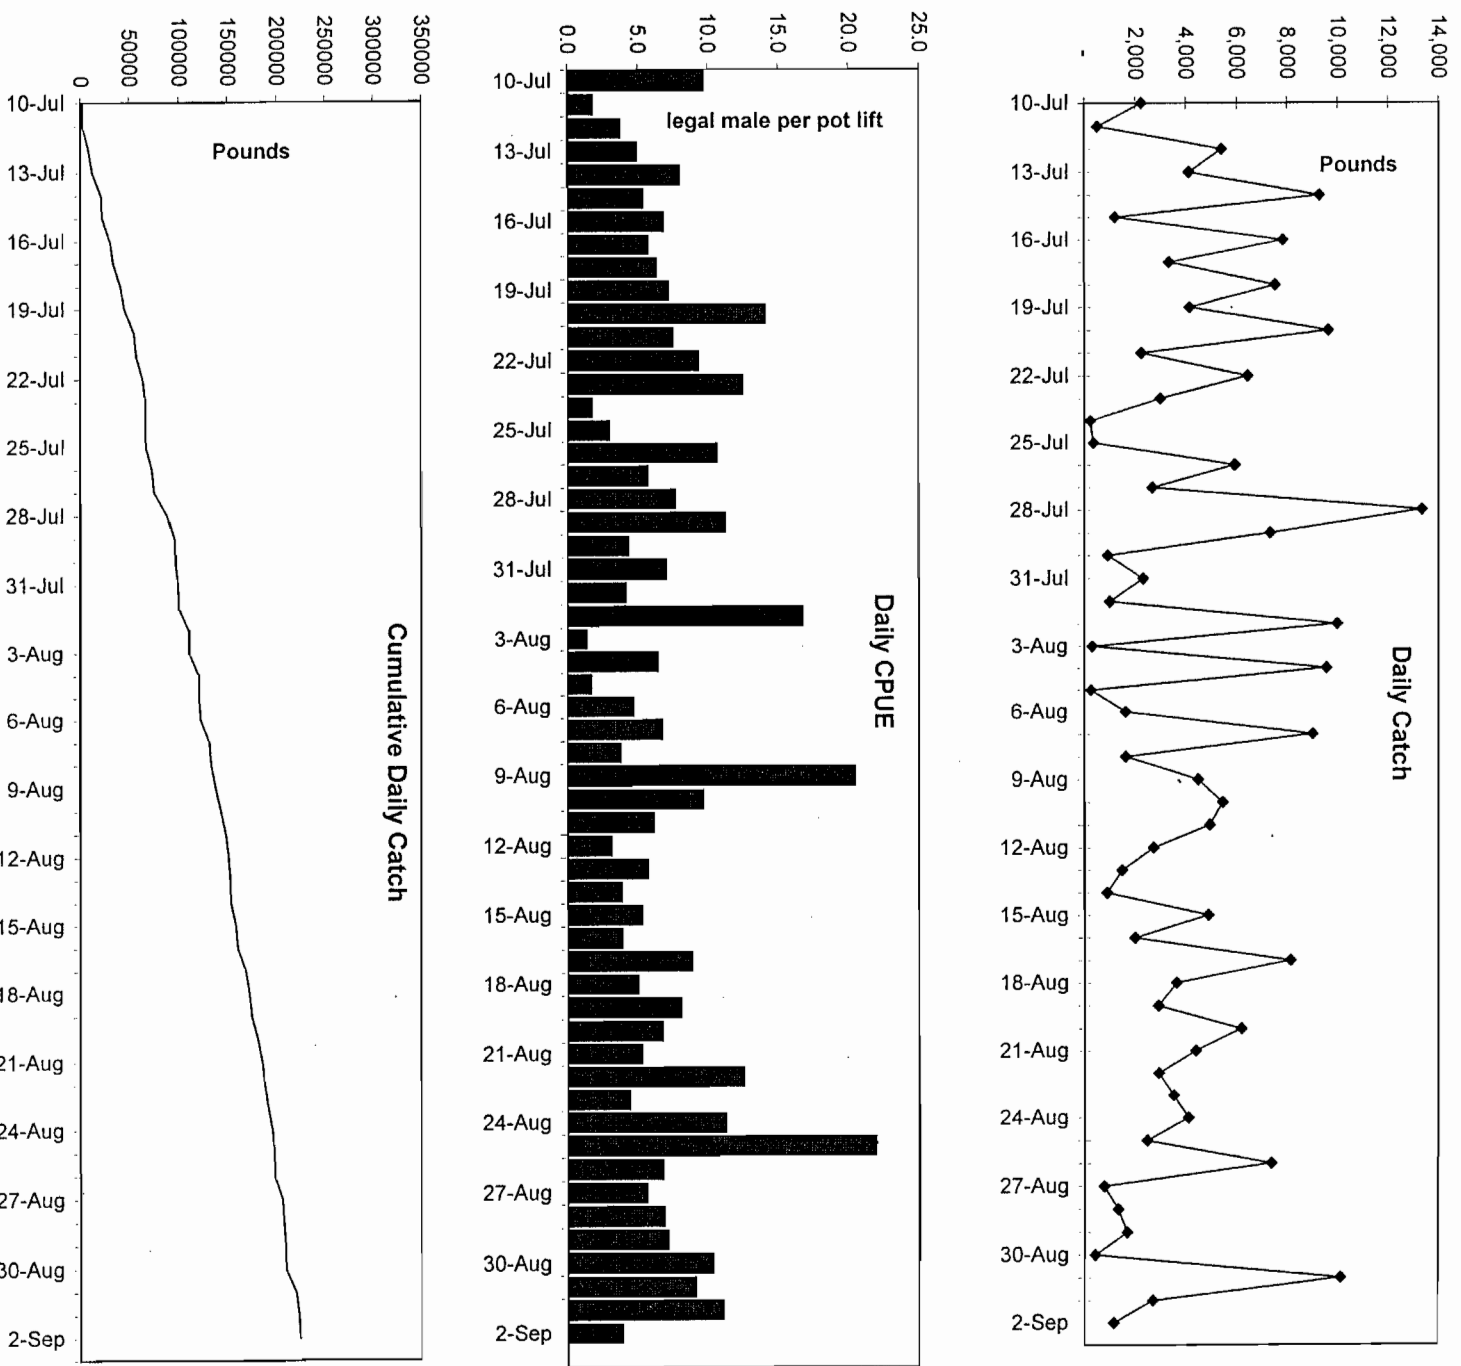 Daily Catch
Pounds
14,000
12,000
10,000
8,000
6,000
4,000
2,000
-
10-Jul
13-Jul
16-Jul
19-Jul
22-Jul
25-Jul
28-Jul
31-Jul
3-Aug
6-Aug
9-Aug
12-Aug
15-Aug
18-Aug
21-Aug
24-Aug
27-Aug
30-Aug
2-Sep
Daily CPUE
legal male per pot lift
25.0
20.0
15.0
10.0
5.0
0.0
10-Jul
13-Jul
16-Jul
19-Jul
22-Jul
25-Jul
28-Jul
31-Jul
3-Aug
6-Aug
9-Aug
12-Aug
15-Aug
18-Aug
21-Aug
24-Aug
27-Aug
30-Aug
2-Sep
Cumulative Daily Catch
Pounds
350000
300000
250000
200000
150000
100000
50000
0
10-Jul
13-Jul
16-Jul
19-Jul
22-Jul
25-Jul
28-Jul
31-Jul
3-Aug
6-Aug
9-Aug
12-Aug
15-Aug
18-Aug
21-Aug
24-Aug
27-Aug
30-Aug
2-Sep